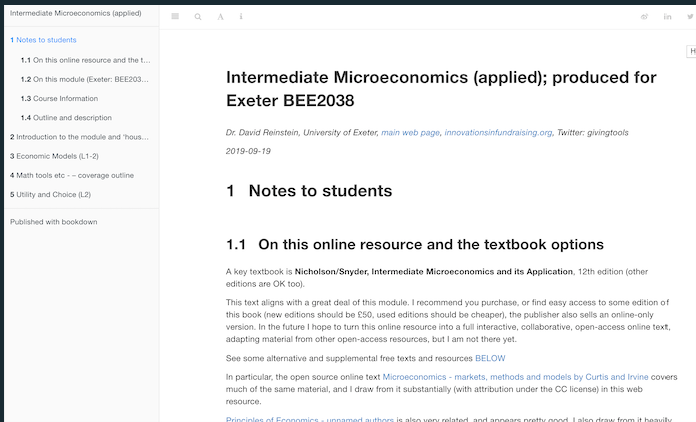 Intermediate Microeconomics (applied)
1 Notes to students
1.1 On this online resource and the t...
1.2 On this module (Exeter: BEE203...
1.3 Course Information
1.4 Outline and description
2 Introduction to the module and 'hous...
3 Economic Models (L1-2)
4 Math tools etc - – coverage outline
5 Utility and Choice (L2)
Published with bookdown
A
i
H
Intermediate Microeconomics (applied); produced for
Exeter BEE2038
Dr. David Reinstein, University of Exeter, main web page, innovationsinfundraising.org, Twitter: givingtools
2019-09-19
1 Notes to students
1.1 On this online resource and the textbook options
A key textbook is Nicholson/Snyder, Intermediate Microeconomics and its Application, 12th edition (other
editions are OK too).
This text aligns with a great deal of this module. I recommend you purchase, or find easy access to some edition of
this book (new editions should be £50, used editions should be cheaper), the publisher also sells an online-only
version. In the future I hope to turn this online resource into a full interactive, collaborative, open-access online text,
adapting material from other open-access resources, but I am not there yet.
See some alternative and supplemental free texts and resources BELOW
In particular, the open source online text Microeconomics - markets, methods and models by Curtis and Irvine covers
much of the same material, and I draw from it substantially (with attribution under the CC license) in this web
resource.
Principles of Economics - unnamed authors is also very related, and appears pretty good. I also draw from it heavily